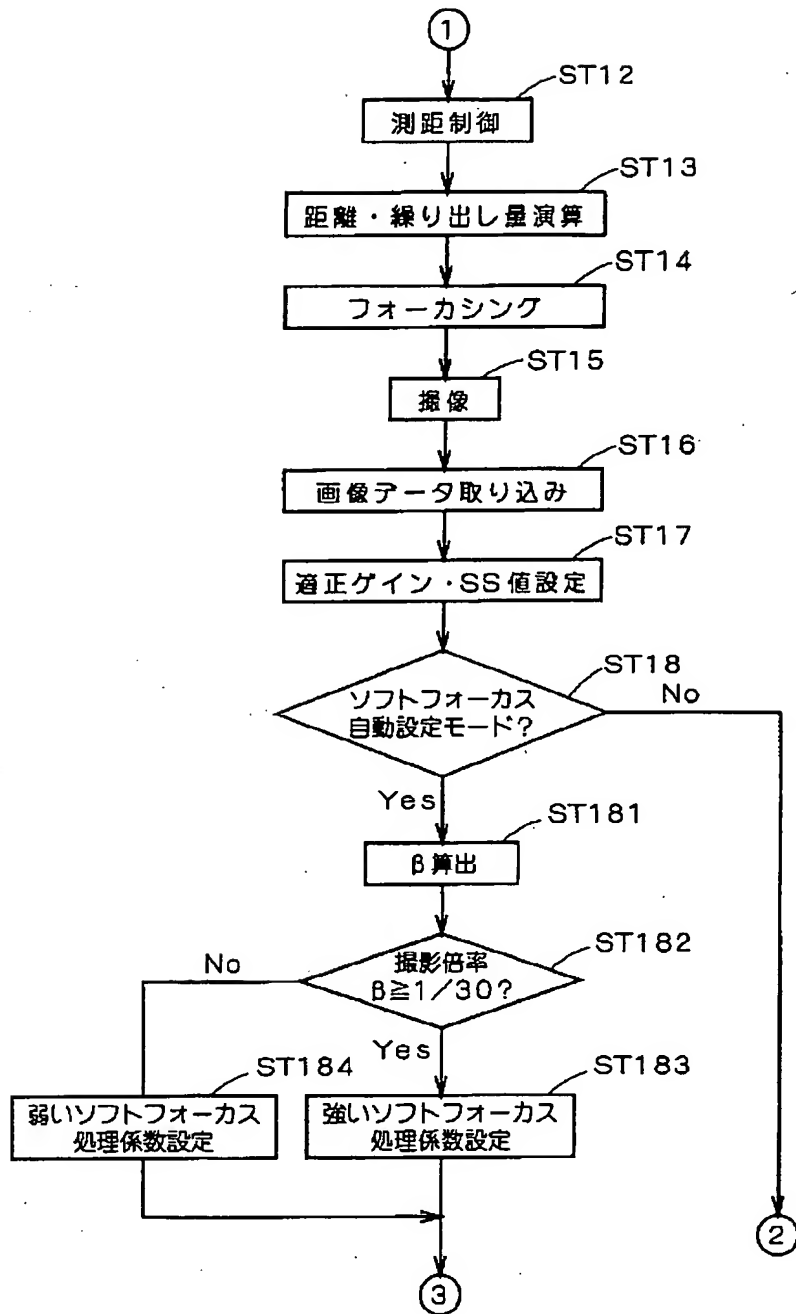 1
ST12
測距制御
ST13
距離・繰り出し量演算
ST14
フォーカシング
ST15
撮像
ST16
画像データ取り込み
ST17
適正ゲイン・SS値設定
ST18
ソフトフォーカス
自動設定モード?
No
Yes
ST181
β算出
ST182
撮影倍率
β≧1/30?
No
Yes
ST184
弱いソフトフォーカス
処理係数設定
ST183
強いソフトフォーカス
処理係数設定
2
3